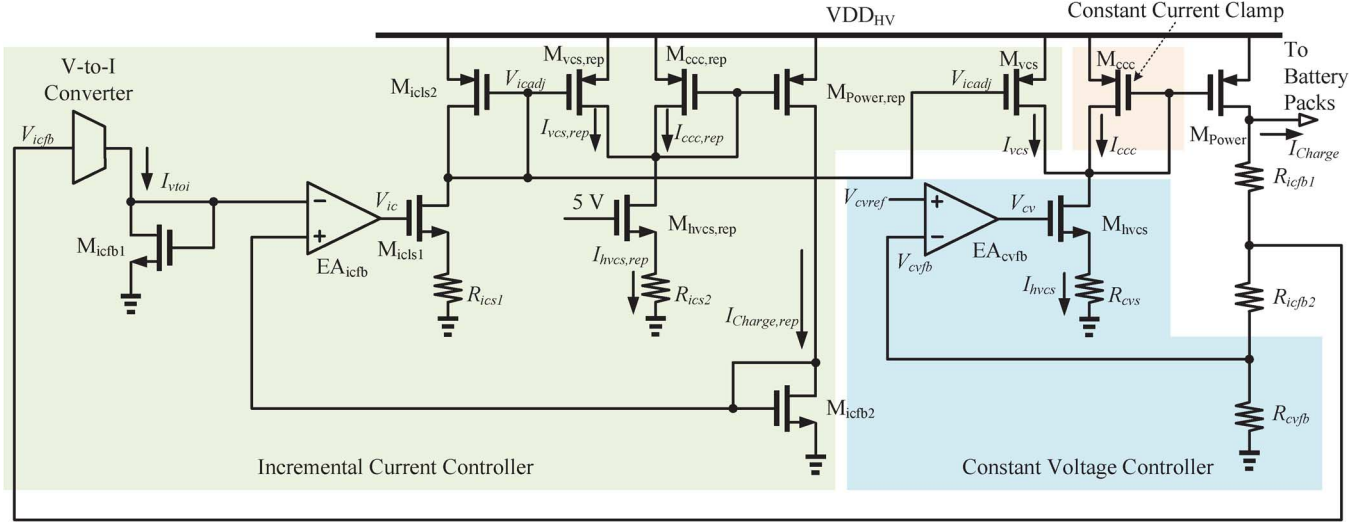 Constant Current Clamp
VDD_HV
To
Battery
Packs
V-to-I
Converter
M_vcs,rep
M_ccc,rep
M_vcs
M_ccc
M_icls2
V_icadj
M_Power,rep
V_icadj
M_Power
V_icfb
I_vcs,rep
I_ccc,rep
I_vcs
I_ccc
I_Charge
I_vtoi
R_icfb1
V_ic
5 V
V_cvref
V_cv
M_icfb1
EA_icfb
M_icls1
M_hvcs,rep
V_cvfb
EA_cvfb
M_hvcs
I_hvcs,rep
R_ics1
R_ics2
I_hvcs
R_cvs
R_icfb2
I_Charge,rep
M_icfb2
R_cvfb
Incremental Current Controller
Constant Voltage Controller